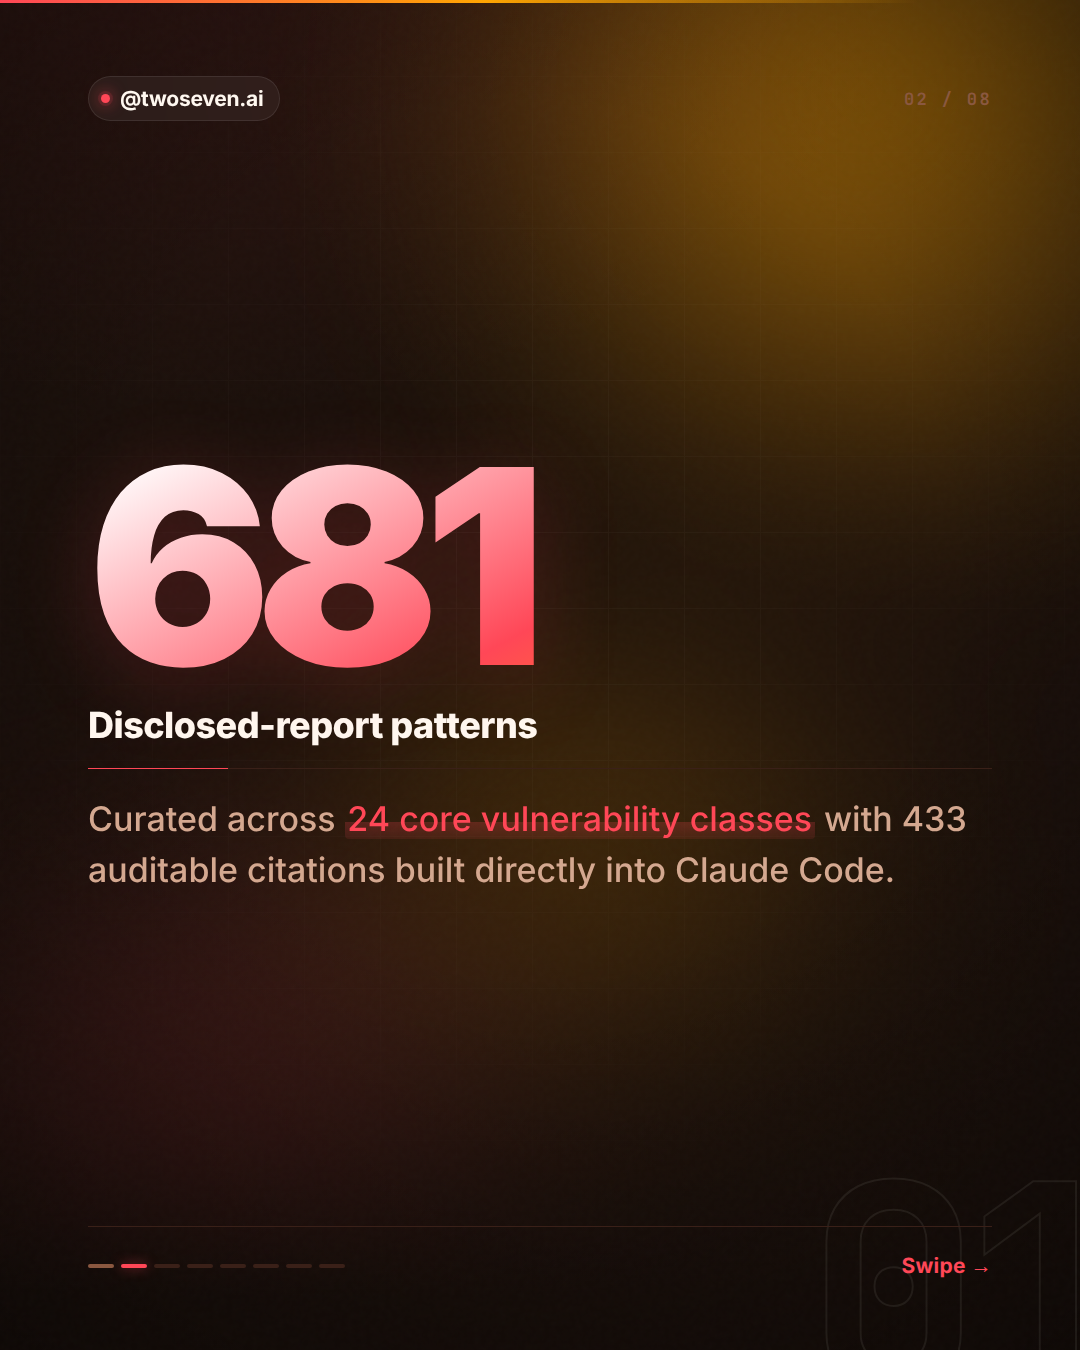 @twoseven.ai
02 / 08
681
Disclosed-report patterns
Curated across 24 core vulnerability classes with 433
auditable citations built directly into Claude Code.
Swipe →
01